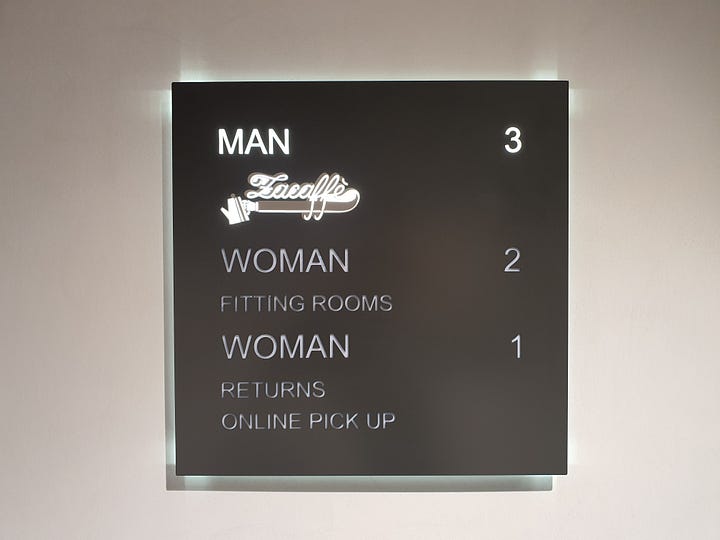 MAN 3
Zacaffè
WOMAN 2
FITTING ROOMS
WOMAN 1
RETURNS
ONLINE PICK UP